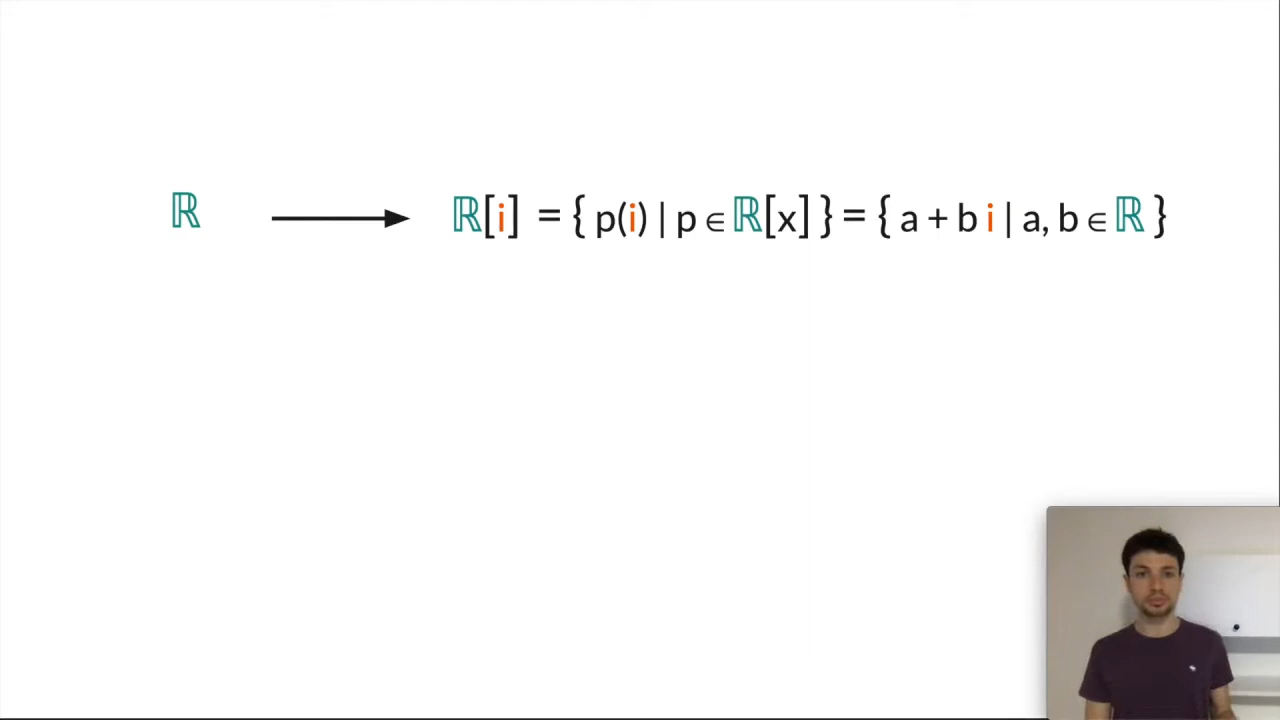 ℝ ⟶ ℝ[i] = { p(i) | p ∈ ℝ[x] } = { a + b i | a, b ∈ ℝ }